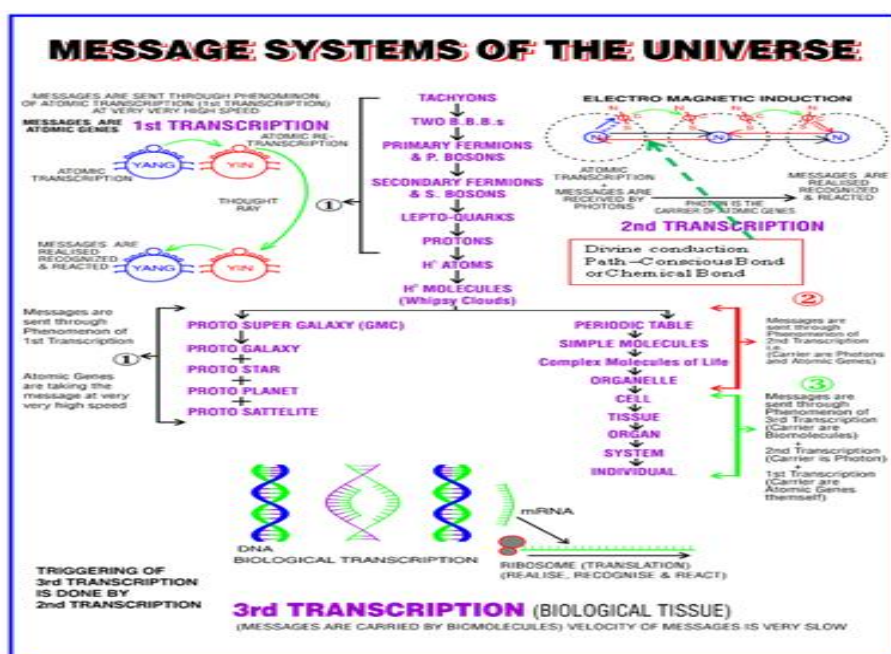 MESSAGE SYSTEMS OF THE UNIVERSE
MESSAGES ARE SENT THROUGH PHENOMINON
OF ATOMIC TRANSCRIPTION (1st TRANSCRIPTION)
AT VERY VERY HIGH SPEED
MESSAGES ARE
ATOMIC GENES
1st TRANSCRIPTION
ATOMIC RE-
TRANSCRIPTION
ATOMIC
TRANSCRIPTION
YANG
YIN
THOUGHT
RAY
MESSAGES ARE
REALISED
RECOGNIZED
& REACTED
YANG
YIN
1
TACHYONS
TWO B.B.B.s
PRIMARY FERMIONS
& P. BOSONS
SECONDARY FERMIONS
& S. BOSONS
LEPTO-QUARKS
PROTONS
H° ATOMS
H° MOLECULES
(Whipsy Clouds)
ELECTRO MAGNETIC INDUCTION
N
N
N
C
C
C
S
S
S
N
N
N
ATOMIC
TRANSCRIPTION
+
MESSAGES ARE
RECEIVED BY
PHOTONS
PHOTON IS THE
CARRIER OF ATOMIC GENES
MESSAGES ARE
REALISED
RECOGNIZED
& REACTED
2nd TRANSCRIPTION
Divine conduction
Path -Conscious Bond
or Chemical Bond
Messages are
sent through
Phenomenon of
1st Transcription
Atomic Genes
are taking the
message at very
very high speed
1
PROTO SUPER GALAXY (GMC)
PROTO GALAXY
+
PROTO STAR
+
PROTO PLANET
+
PROTO SATTELITE
PERIODIC TABLE
SIMPLE MOLECULES
Complex Molecules of Life
ORGANELLE
CELL
TISSUE
ORGAN
SYSTEM
INDIVIDUAL
2
Messages are
sent through
Phenomenon of
2nd Transcription
i.e.
(Carrier are Photons
and Atomic Genes)
3
Messages are
sent through
Phenomenon of
3rd Transcription
(Carrier are
Biomolecules)
+
2nd Transcription
(Carrier is Photon)
+
1st Transcription
(Carrier are
Atomic Genes
themself)
DNA
BIOLOGICAL TRANSCRIPTION
mRNA
RIBOSOME (TRANSLATION)
(REALISE, RECOGNISE & REACT)
TRIGGERING OF
3rd TRANSCRIPTION
IS DONE BY
2nd TRANSCRIPTION
3rd TRANSCRIPTION (BIOLOGICAL TISSUE)
(MESSAGES ARE CARRIED BY BIOMOLECULES) VELOCITY OF MESSAGES IS VERY SLOW